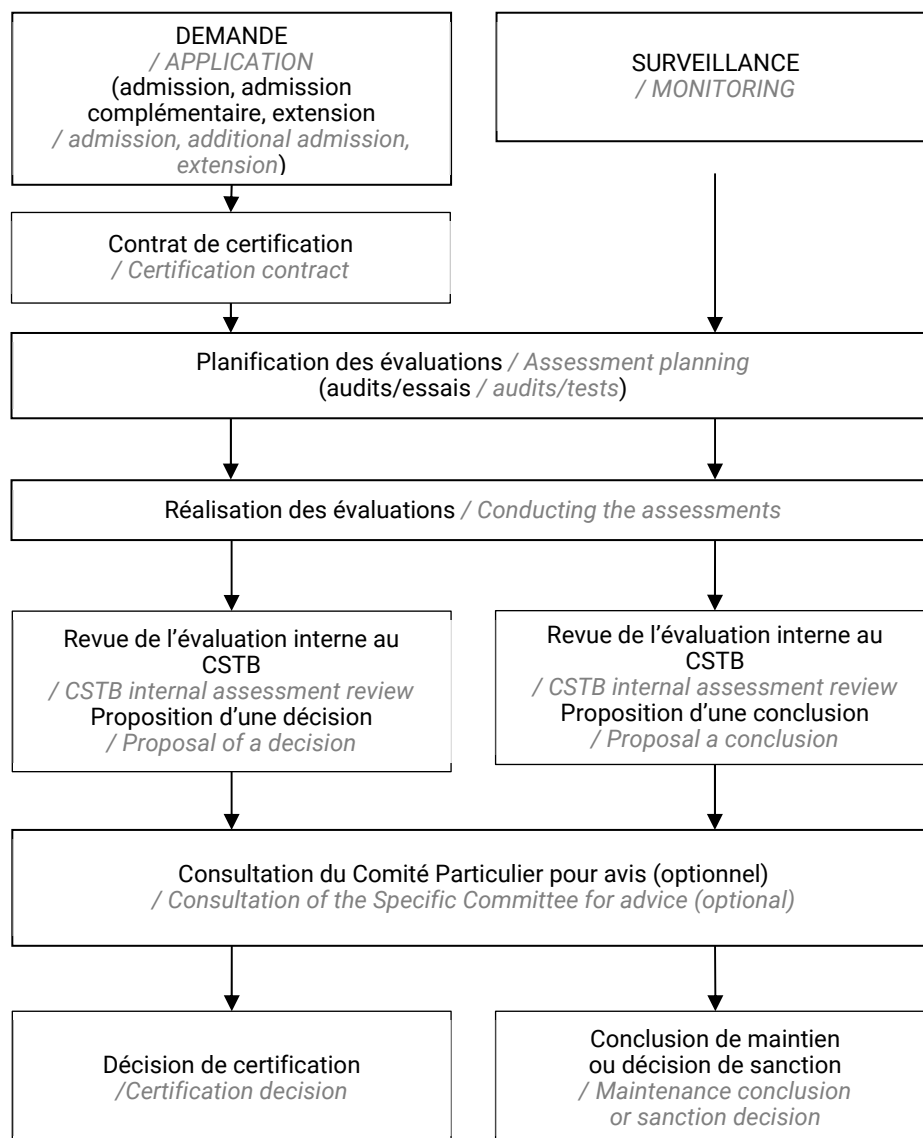 DEMANDE
/ APPLICATION
(admission, admission
complémentaire, extension
/ admission, additional admission,
extension)
SURVEILLANCE
/ MONITORING
Contrat de certification
/ Certification contract
Planification des évaluations / Assessment planning
(audits/essais / audits/tests)
Réalisation des évaluations / Conducting the assessments
Revue de l’évaluation interne au
CSTB
/ CSTB internal assessment review
Proposition d’une décision
/ Proposal of a decision
Revue de l’évaluation interne au
CSTB
/ CSTB internal assessment review
Proposition d’une conclusion
/ Proposal a conclusion
Consultation du Comité Particulier pour avis (optionnel)
/ Consultation of the Specific Committee for advice (optional)
Décision de certification
/Certification decision
Conclusion de maintien
ou décision de sanction
/ Maintenance conclusion
or sanction decision